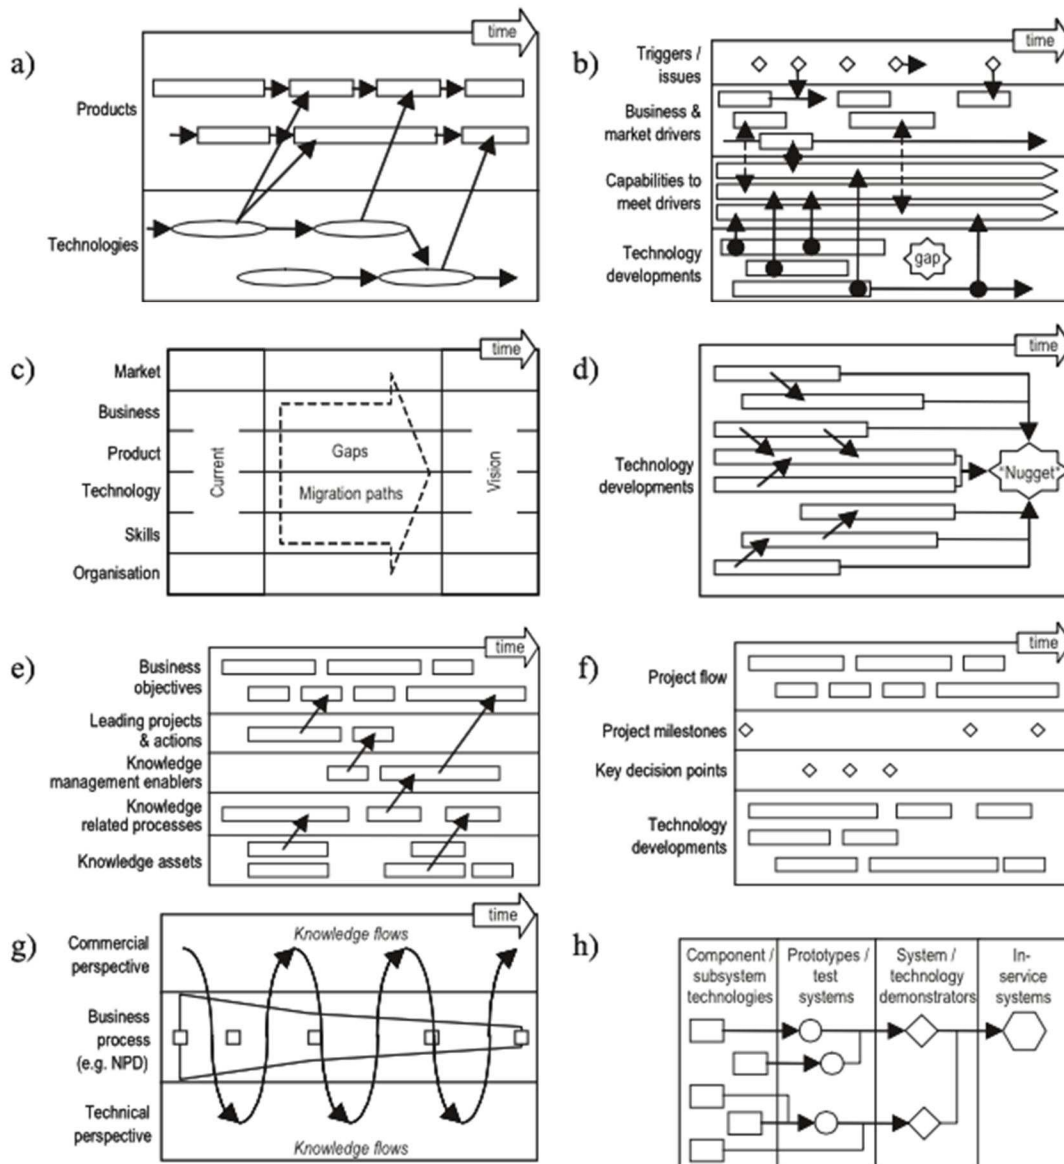 a)
time
Products
Technologies
b)
time
Triggers /
issues
Business &
market drivers
Capabilities to
meet drivers
Technology
developments
gap
c)
time
Market
Business
Product
Technology
Skills
Organisation
Current
Gaps
Migration paths
Vision
d)
time
Technology
developments
"Nugget"
e)
time
Business
objectives
Leading projects
& actions
Knowledge
management enablers
Knowledge
related processes
Knowledge assets
f)
time
Project flow
Project milestones
Key decision points
Technology
developments
g)
time
Commercial
perspective
Knowledge flows
Business
process
(e.g. NPD)
Technical
perspective
Knowledge flows
h)
Component /
subsystem
technologies
Prototypes /
test
systems
System /
technology
demonstrators
In-
service
systems